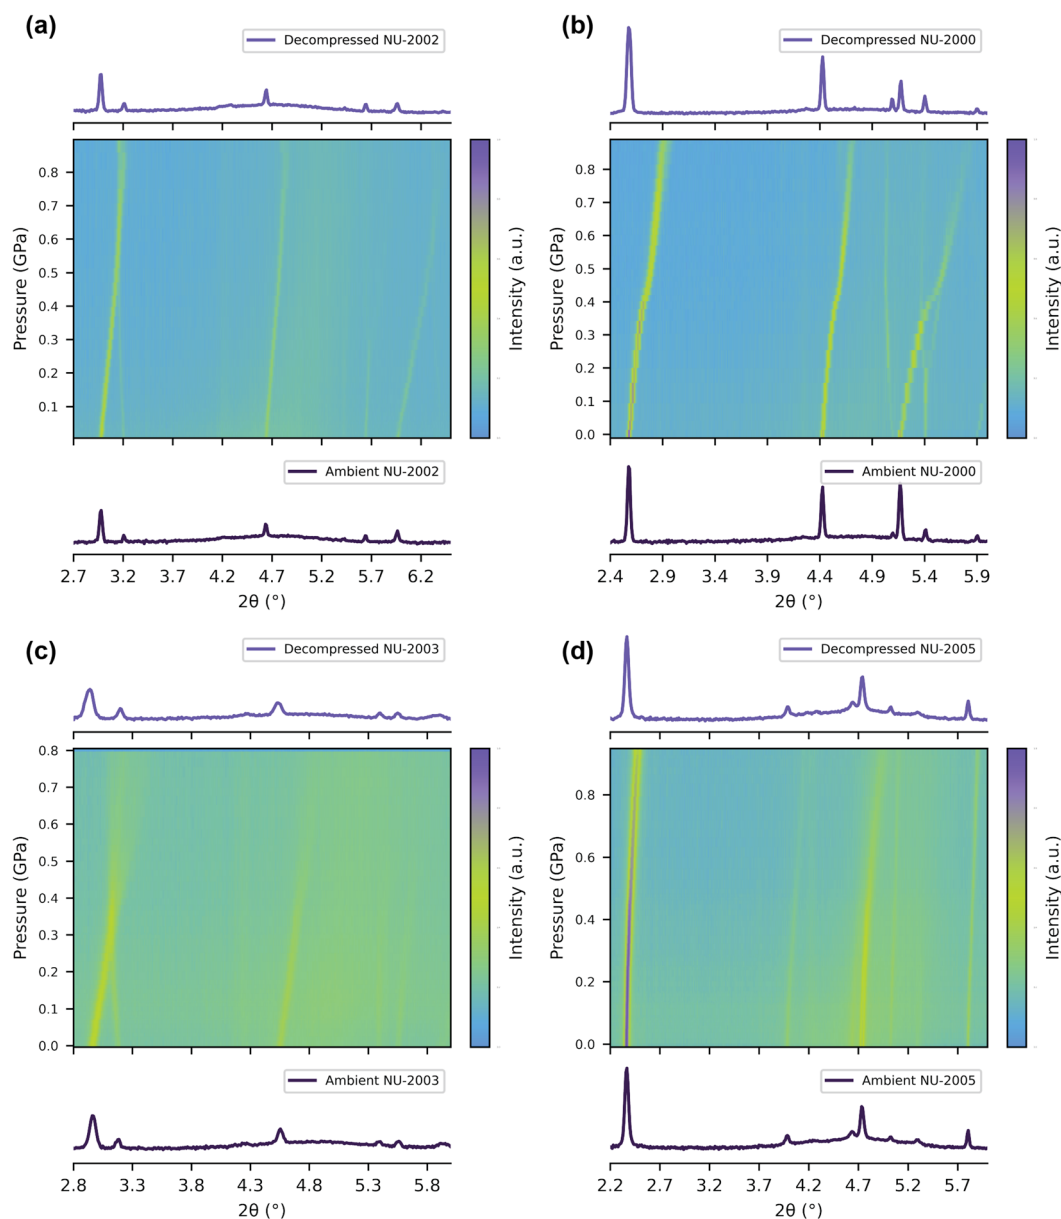 (a)
Decompressed NU-2002
Pressure (GPa)
0.8
0.7
0.6
0.5
0.4
0.3
0.2
0.1
Intensity (a.u.)
Ambient NU-2002
2.7 3.2 3.7 4.2 4.7 5.2 5.7 6.2
2θ (°)
(b)
Decompressed NU-2000
Pressure (GPa)
0.8
0.7
0.6
0.5
0.4
0.3
0.2
0.1
0.0
Intensity (a.u.)
Ambient NU-2000
2.4 2.9 3.4 3.9 4.4 4.9 5.4 5.9
2θ (°)
(c)
Decompressed NU-2003
Pressure (GPa)
0.8
0.7
0.6
0.5
0.4
0.3
0.2
0.1
0.0
Intensity (a.u.)
Ambient NU-2003
2.8 3.3 3.8 4.3 4.8 5.3 5.8
2θ (°)
(d)
Decompressed NU-2005
Pressure (GPa)
0.8
0.6
0.4
0.2
0.0
Intensity (a.u.)
Ambient NU-2005
2.2 2.7 3.2 3.7 4.2 4.7 5.2 5.7
2θ (°)